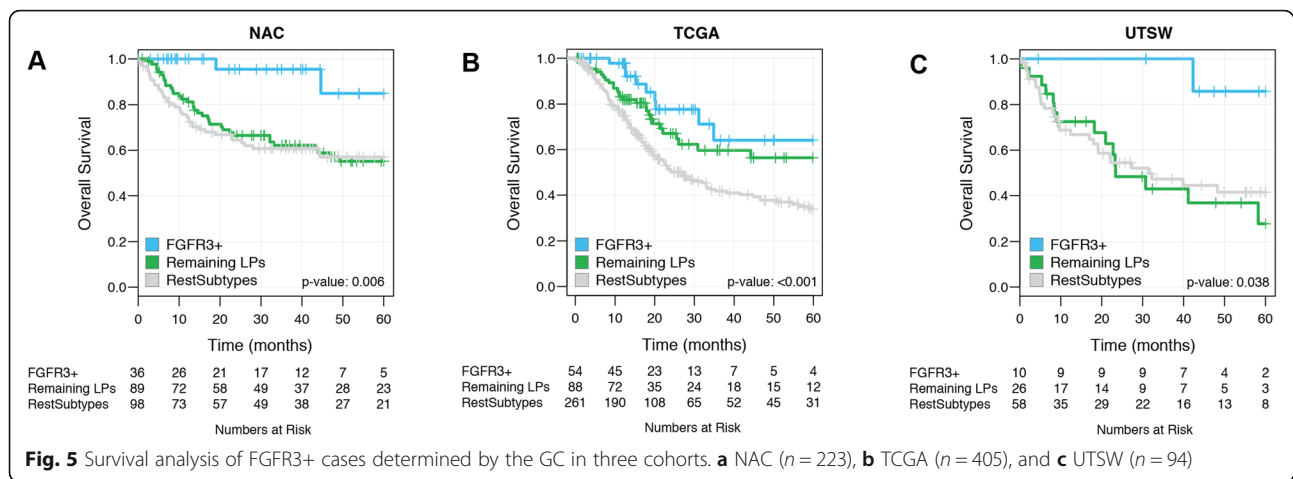 NAC
A
1.0
0.8
0.6
0.4
0.2
0.0
Overall Survival
FGFR3+
Remaining LPs
RestSubtypes
p-value: 0.006
0 10 20 30 40 50 60
Time (months)
FGFR3+ 36 26 21 17 12 7 5
Remaining LPs 89 72 58 49 37 28 23
RestSubtypes 98 73 57 49 38 27 21
Numbers at Risk
TCGA
B
1.0
0.8
0.6
0.4
0.2
0.0
Overall Survival
FGFR3+
Remaining LPs
RestSubtypes
p-value: <0.001
0 10 20 30 40 50 60
Time (months)
FGFR3+ 54 45 23 13 7 5 4
Remaining LPs 88 72 35 24 18 15 12
RestSubtypes 261 190 108 65 52 45 31
Numbers at Risk
UTSW
C
1.0
0.8
0.6
0.4
0.2
0.0
Overall Survival
FGFR3+
Remaining LPs
RestSubtypes
p-value: 0.038
0 10 20 30 40 50 60
Time (months)
FGFR3+ 10 9 9 9 7 4 2
Remaining LPs 26 17 14 9 7 5 3
RestSubtypes 58 35 29 22 16 13 8
Numbers at Risk
Fig. 5 Survival analysis of FGFR3+ cases determined by the GC in three cohorts. a NAC (n = 223), b TCGA (n = 405), and c UTSW (n = 94)